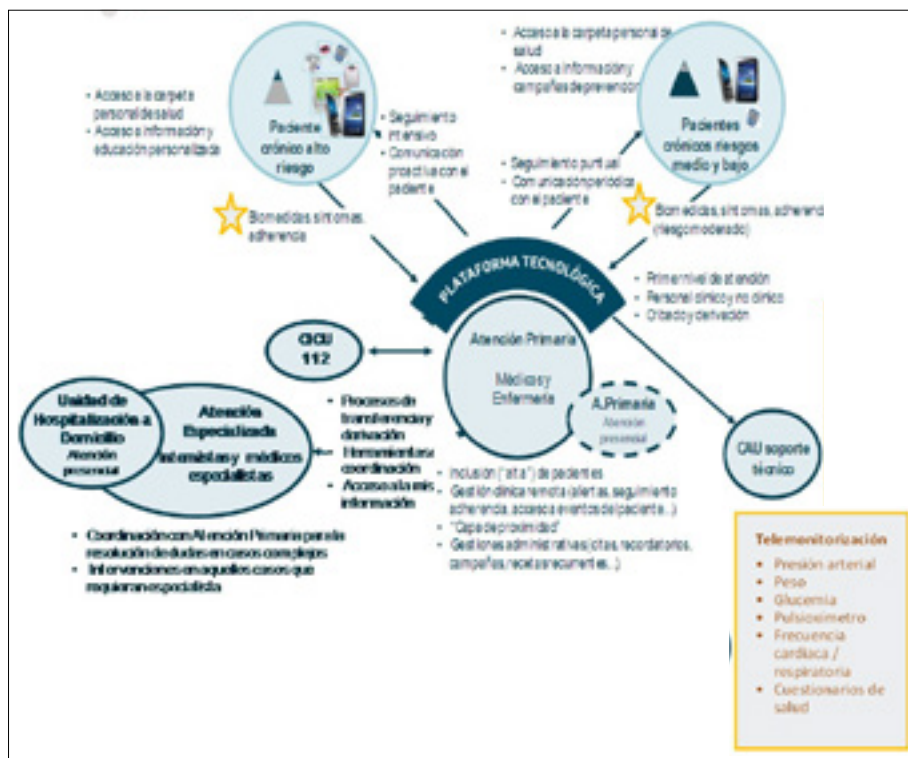 • Acceso a la carpeta
personal de salud
• Acceso a información y
educación personalizada
Paciente
crónico alto
riesgo
• Seguimiento
intensivo
• Comunicación
proactiva con el
paciente
• Acceso a la carpeta personal de
salud
• Acceso a información y
campañas de prevención
Pacientes
crónicos riesgos
medio y bajo
• Seguimiento puntual
• Comunicación periódica
con el paciente
Biomedidas, síntomas,
adherencia
Biomedidas, síntomas, adherenc
(riesgo moderado)
PLATAFORMA TECNOLÓGICA
• Primer nivel de atención
• Personal clínico y no clínico
• Cribado y derivación
CICU
112
Atención Primaria
Médicos y
Enfermería
A.Primaria
Atención
presencial
CAU soporte
técnico
Unidad de
Hospitalización a
Domicilio
Atención
presencial
Atención
Especializada
Internistas y médicos
especialistas
• Procesos de
transferencia y
derivación
• Herramientas
coordinación
• Acceso a la mis
información
• Inclusión ("alta") de pacientes
• Gestión clínica remota (alertas, seguimiento
adherencia, acceso a eventos del paciente...)
• "Capa de proximidad"
• Gestiones administrativas (citas, recordatorios,
campañas, recetas recurrentes...)
• Coordinación con Atención Primaria para la
resolución de dudas en casos complejos
• Intervenciones en aquellos casos que
requieran especialista
Telemonitorización
• Presión arterial
• Peso
• Glucemia
• Pulsioximetro
• Frecuencia
cardiaca /
respiratoria
• Cuestionarios de
salud